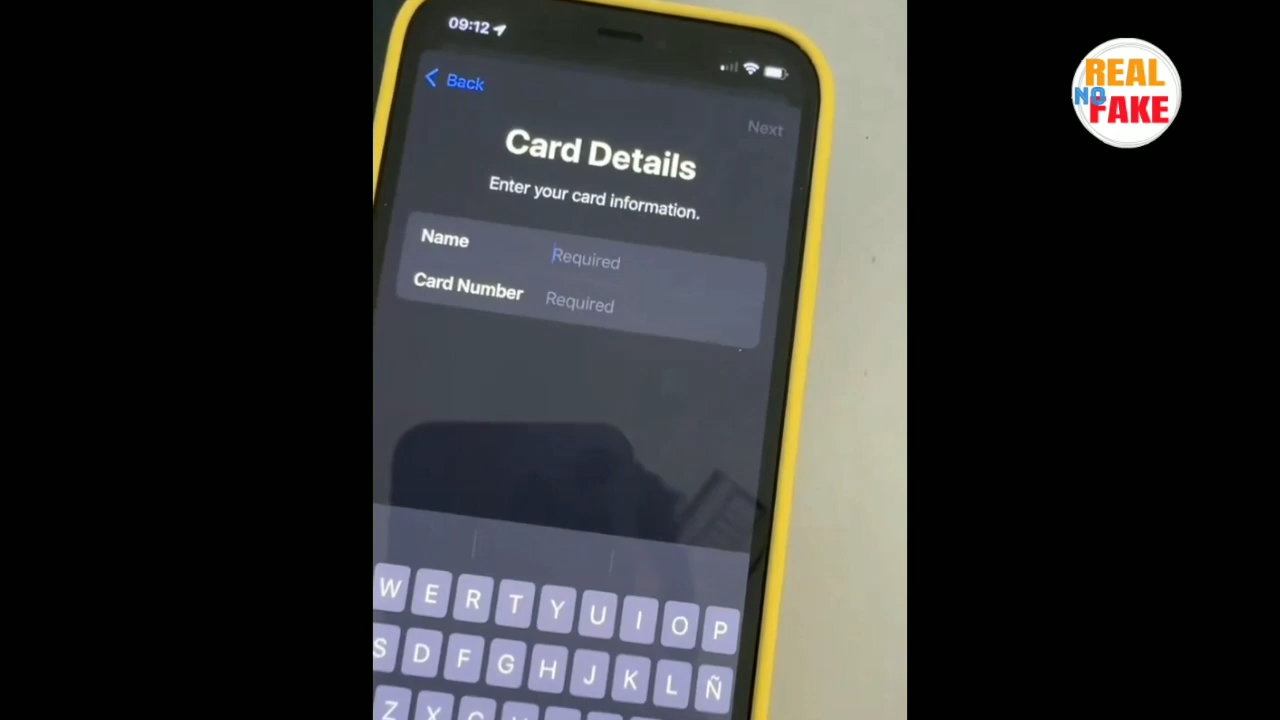 09:12
Back
Next
Card Details
Enter your card information.
Name Required
Card Number Required
W E R T Y U I O P
S D F G H J K L Ñ
Z X
REAL
NO
FAKE